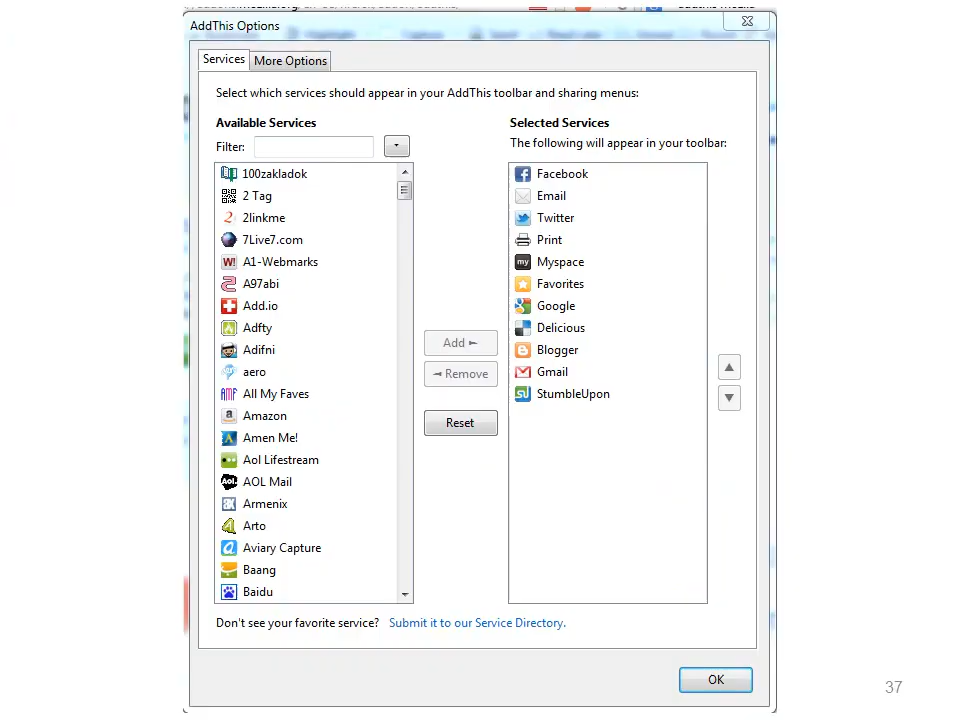 AddThis Options
Services
More Options
Select which services should appear in your AddThis toolbar and sharing menus:
Available Services
Filter:
100zakladok
2 Tag
2linkme
7Live7.com
A1-Webmarks
A97abi
Add.io
Adfty
Adifni
aero
All My Faves
Amazon
Amen Me!
Aol Lifestream
AOL Mail
Armenix
Arto
Aviary Capture
Baang
Baidu
Add
Remove
Reset
Selected Services
The following will appear in your toolbar:
Facebook
Email
Twitter
Print
Myspace
Favorites
Google
Delicious
Blogger
Gmail
StumbleUpon
Don't see your favorite service? Submit it to our Service Directory.
OK
37